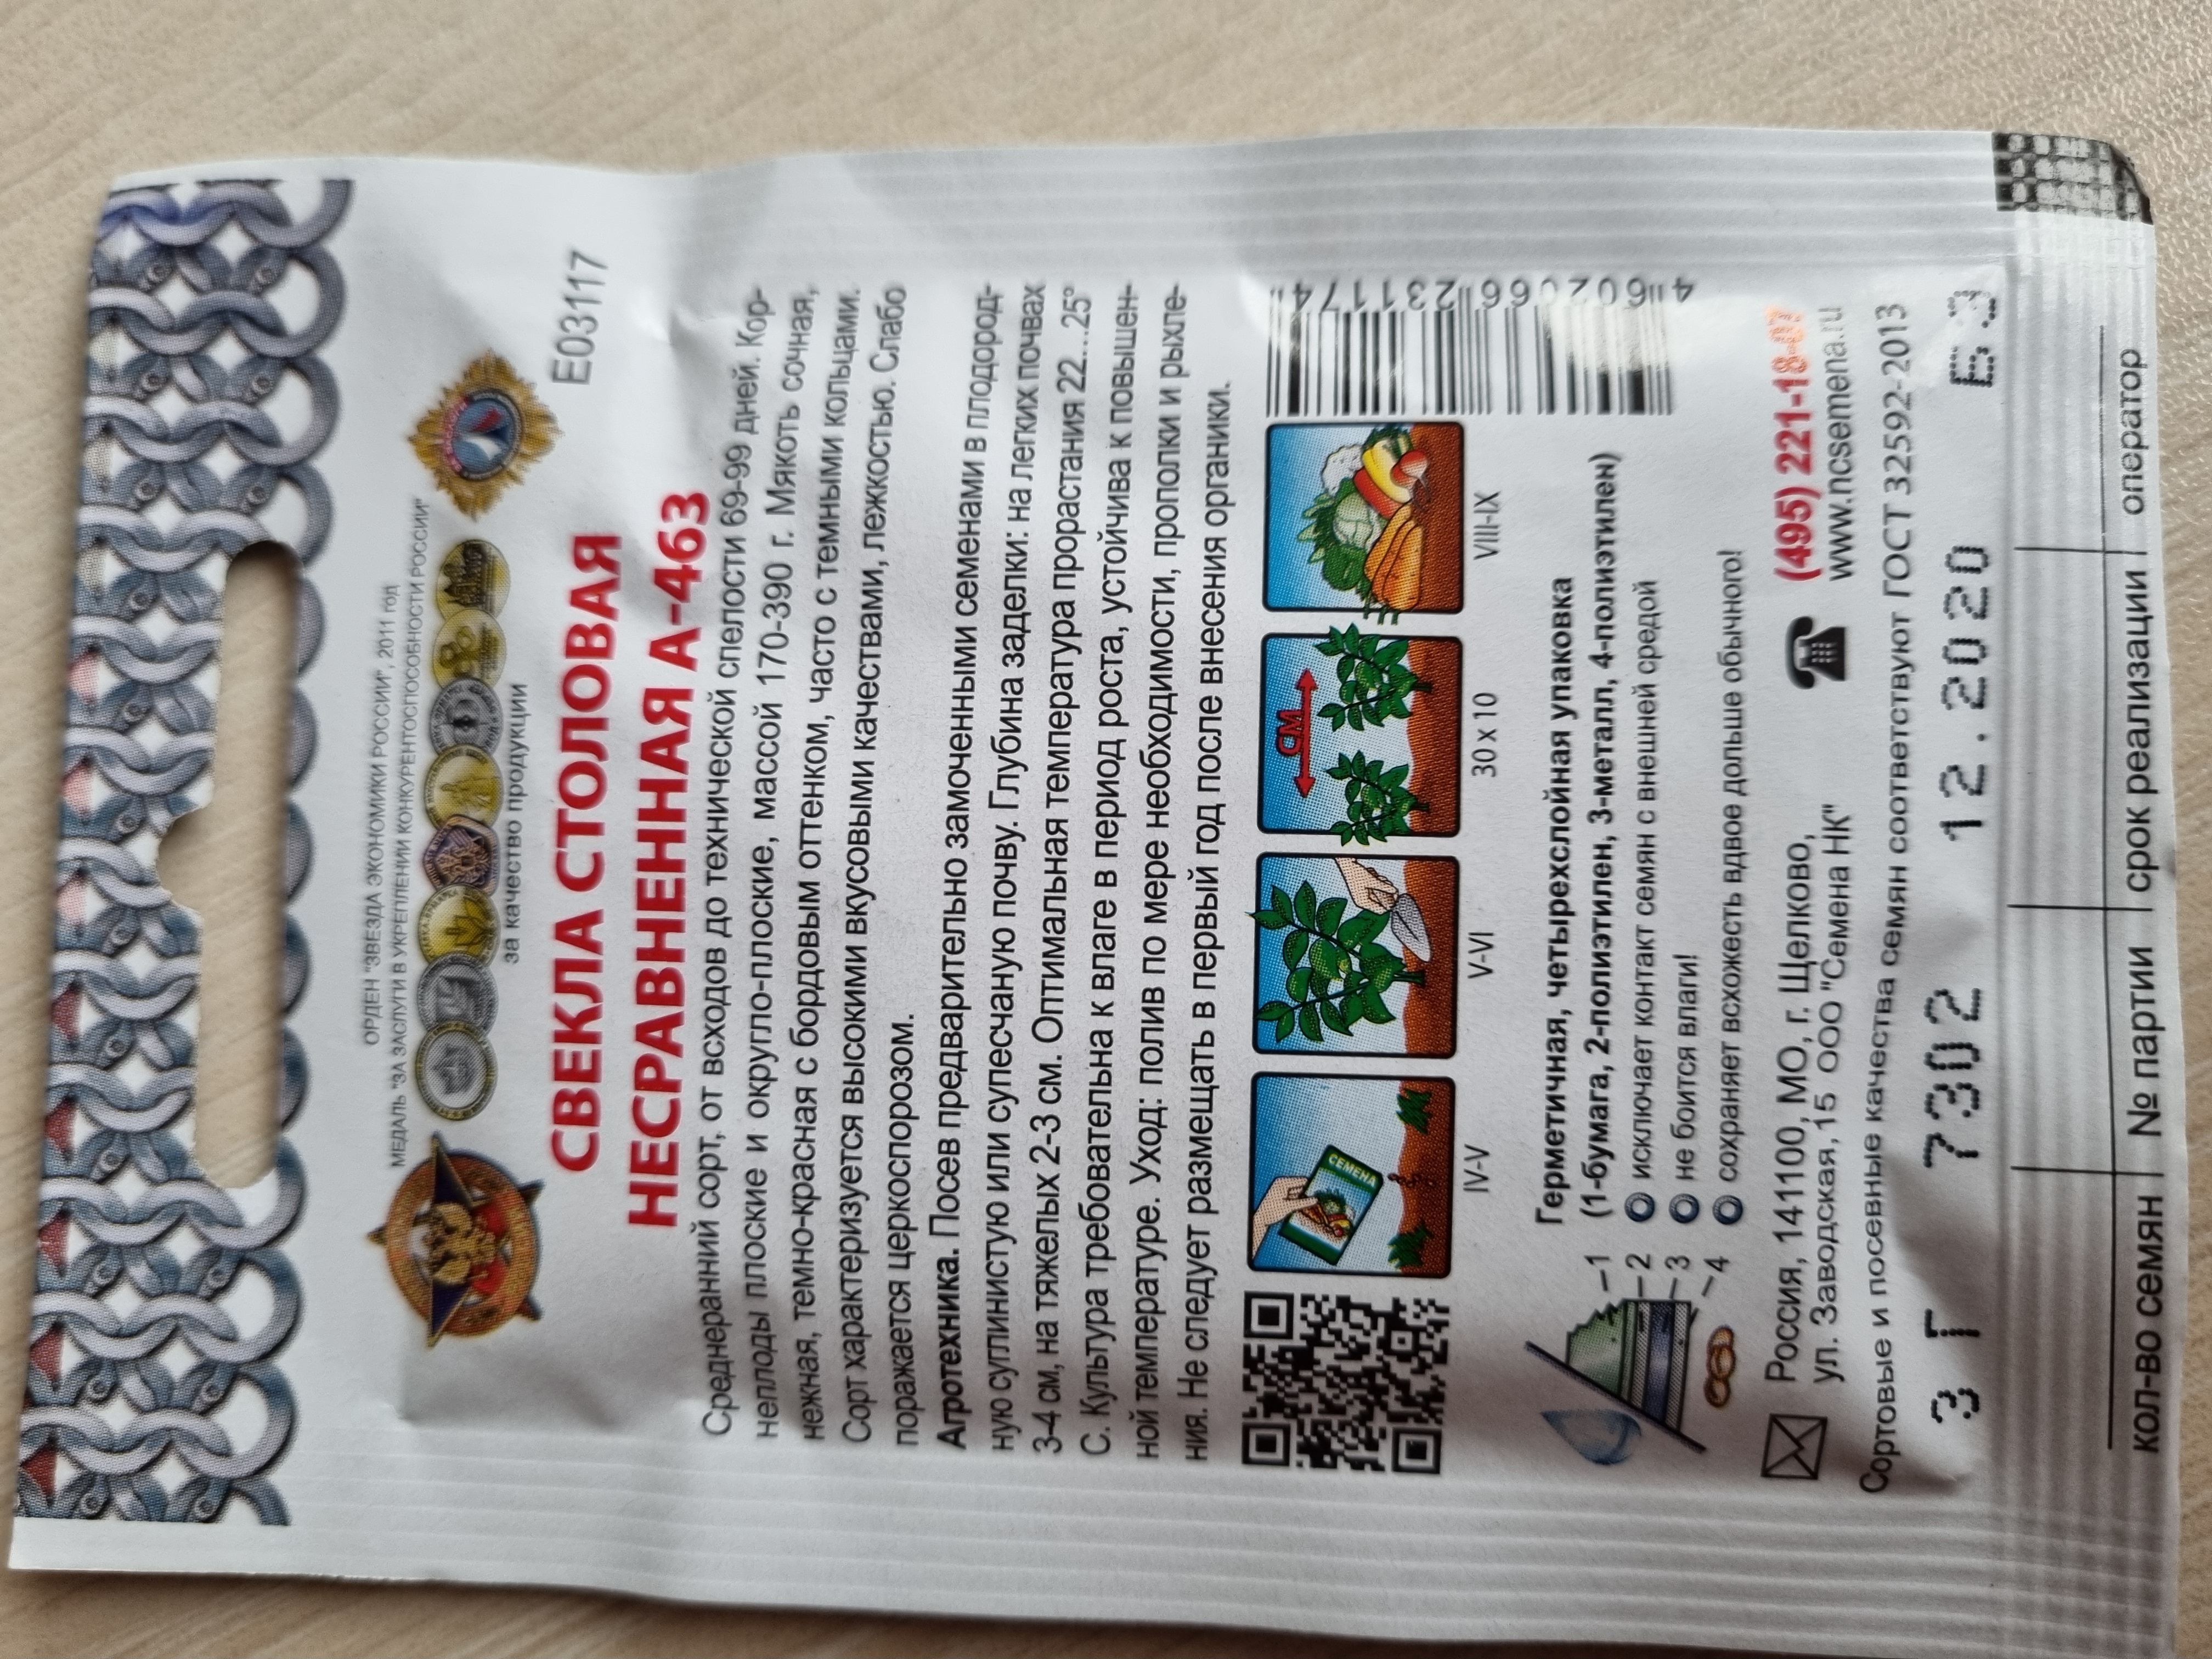 ОРДЕН "ЗВЕЗДА ЭКОНОМИКИ РОССИИ", 2011 год
МЕДАЛЬ "ЗА ЗАСЛУГИ В УКРЕПЛЕНИИ КОНКУРЕНТОСПОСОБНОСТИ РОССИИ"
за качество продукции
Е03117
СВЕКЛА СТОЛОВАЯ
НЕСРАВНЕННАЯ А-463
Среднеранний сорт, от всходов до технической спелости 69-99 дней. Кор-
неплоды плоские и округло-плоские, массой 170-390 г. Мякоть сочная,
нежная, темно-красная с бордовым оттенком, часто с темными кольцами.
Сорт характеризуется высокими вкусовыми качествами, лежкостью. Слабо
поражается церкоспорозом.
Агротехника. Посев предварительно замоченными семенами в плодород-
ную суглинистую или супесчаную почву. Глубина заделки: на легких почвах
3-4 см, на тяжелых 2-3 см. Оптимальная температура прорастания 22...25°
С. Культура требовательна к влаге в период роста, устойчива к повышен-
ной температуре. Уход: полив по мере необходимости, прополки и рыхле-
ния. Не следует размещать в первый год после внесения органики.
СЕМЕНА
СМ
IV-V
V-VI
30 х 10
VIII-IX
4 602066 231174
Герметичная, четырехслойная упаковка
(1-бумага, 2-полиэтилен, 3-металл, 4-полиэтилен)
исключает контакт семян с внешней средой
не боится влаги!
сохраняет всхожесть вдвое дольше обычного!
1
2
3
4
Россия, 141100, МО, г. Щелково,
ул. Заводская, 15 ООО "Семена НК"
(495) 221-18-07
www.ncsemena.ru
Сортовые и посевные качества семян соответствуют ГОСТ 32592-2013
3 Г 7302 12.2020 Е3
кол-во семян № партии срок реализации оператор